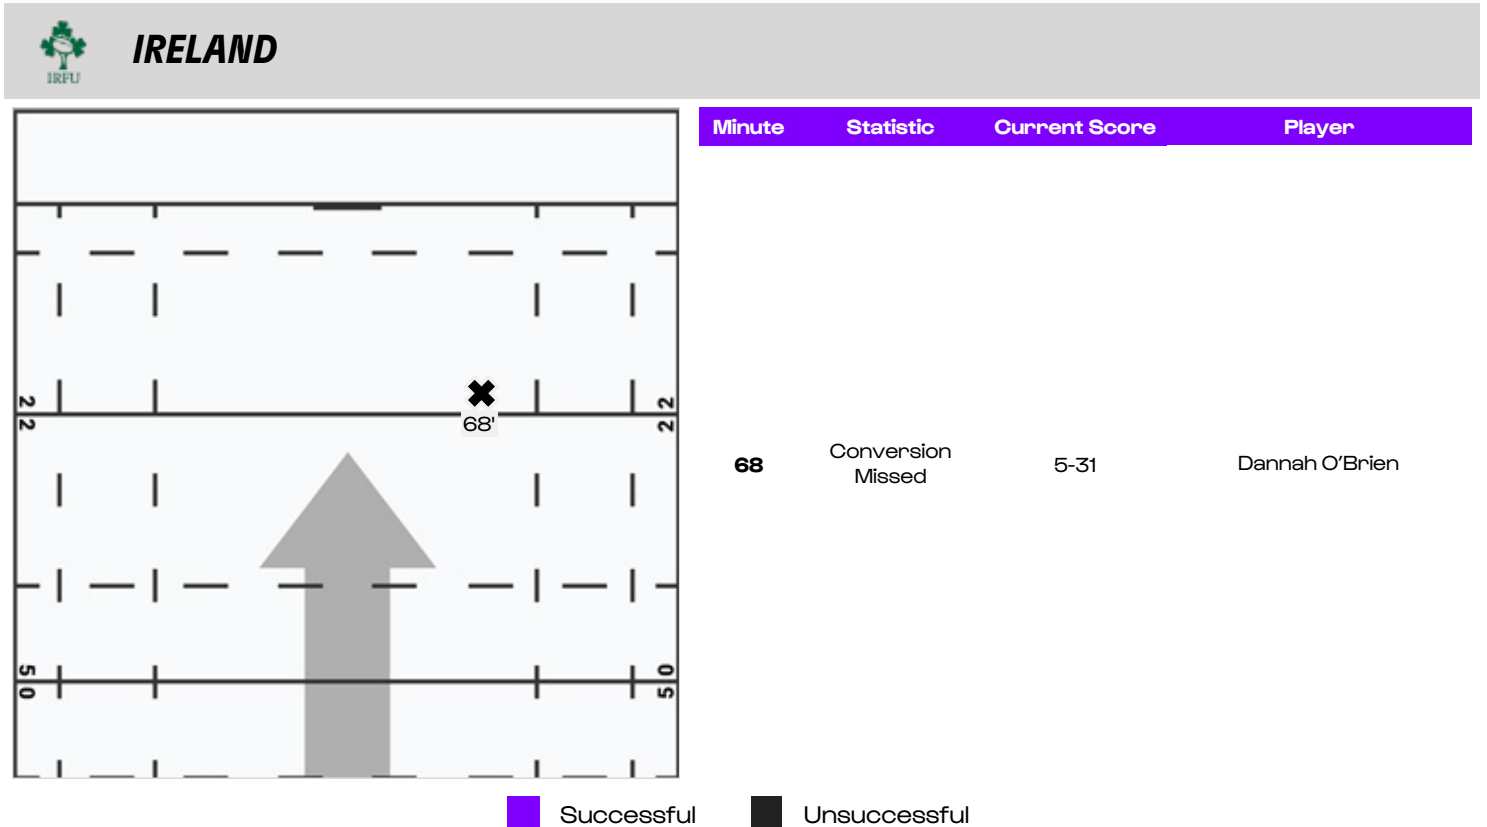 IRFU
IRELAND
Minute Statistic Current Score Player
22 22
68'
68 Conversion Missed 5-31 Dannah O'Brien
50 50
Successful Unsuccessful